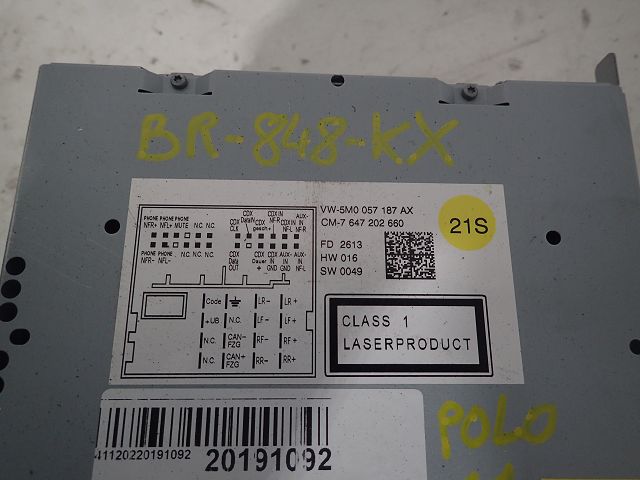 BR-848-KX
VW-5M0 057 187 AX
CM-7 647 202 660
21S
FD 2613
HW 016
SW 0049
PHONE PHONE PHONE
NFR+ NFL+ MUTE N.C. N.C.
PHONE PHONE N.C. N.C. N.C.
NFR- NFL-
CDX CDX CDX CDX IN AUX-
CLK DataIN gesch+ NFR IN
CDX IN NFL NFR
CDX CDX CDX AUX- AUX-
Data Dauer IN IN IN
OUT + GND GND NFL
Code LR- LR+
+UB N.C. LF- LF+
N.C. CAN- FZG RF- RF+
N.C. CAN+ FZG RR- RR+
CLASS 1
LASERPRODUCT
POLO
41120220191092
20191092